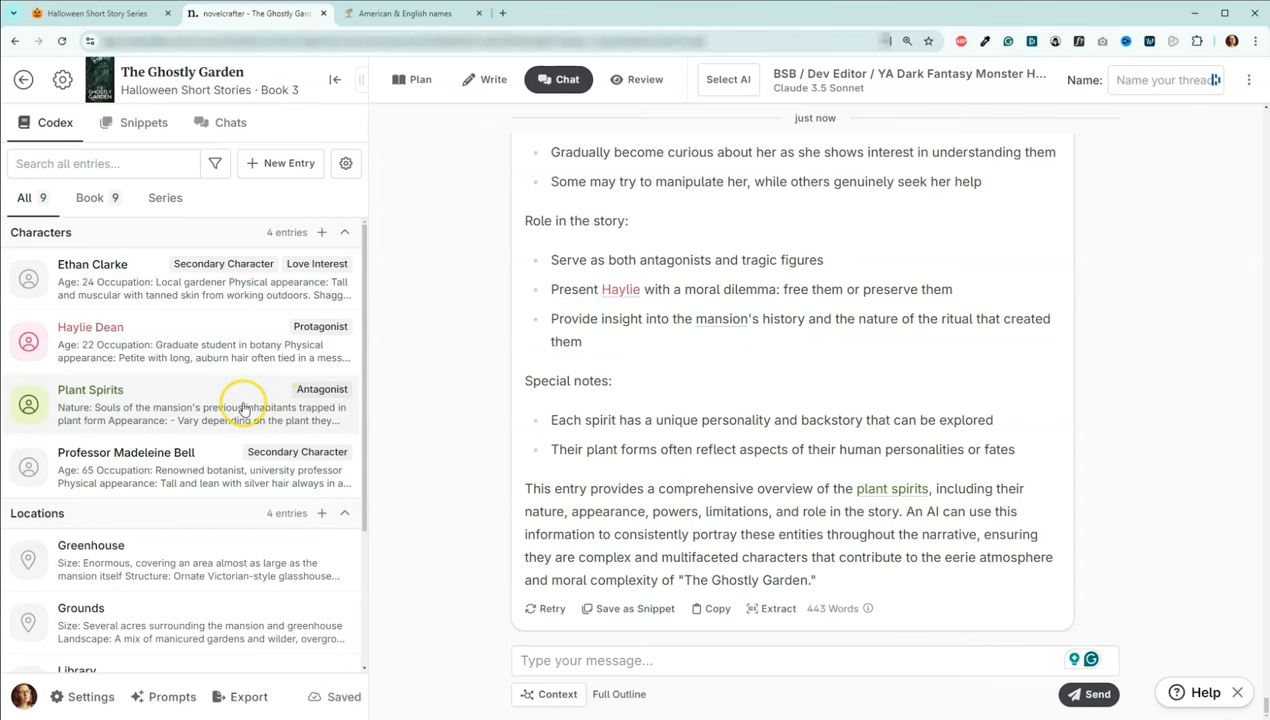 Halloween Short Story Series
novelcrafter - The Ghostly Gard
American & English names
The Ghostly Garden
Halloween Short Stories · Book 3
Plan
Write
Chat
Review
Select AI
BSB / Dev Editor / YA Dark Fantasy Monster H...
Claude 3.5 Sonnet
Name:
Name your thread
Codex
Snippets
Chats
Search all entries...
New Entry
All 9
Book 9
Series
Characters
4 entries
Ethan Clarke
Secondary Character
Love Interest
Age: 24 Occupation: Local gardener Physical appearance: Tall
and muscular with tanned skin from working outdoors. Shagg...
Haylie Dean
Protagonist
Age: 22 Occupation: Graduate student in botany Physical
appearance: Petite with long, auburn hair often tied in a mess...
Plant Spirits
Antagonist
Nature: Souls of the mansion's previous inhabitants trapped in
plant form Appearance: - Vary depending on the plant they...
Professor Madeleine Bell
Secondary Character
Age: 65 Occupation: Renowned botanist, university professor
Physical appearance: Tall and lean with silver hair always in a...
Locations
4 entries
Greenhouse
Size: Enormous, covering an area almost as large as the
mansion itself Structure: Ornate Victorian-style glasshouse...
Grounds
Size: Several acres surrounding the mansion and greenhouse
Landscape: A mix of manicured gardens and wilder, overgro...
Library
Settings
Prompts
Export
Saved
just now
Gradually become curious about her as she shows interest in understanding them
Some may try to manipulate her, while others genuinely seek her help
Role in the story:
Serve as both antagonists and tragic figures
Present Haylie with a moral dilemma: free them or preserve them
Provide insight into the mansion's history and the nature of the ritual that created
them
Special notes:
Each spirit has a unique personality and backstory that can be explored
Their plant forms often reflect aspects of their human personalities or fates
This entry provides a comprehensive overview of the plant spirits, including their
nature, appearance, powers, limitations, and role in the story. An AI can use this
information to consistently portray these entities throughout the narrative, ensuring
they are complex and multifaceted characters that contribute to the eerie atmosphere
and moral complexity of "The Ghostly Garden."
Retry
Save as Snippet
Copy
Extract
443 Words
Type your message...
Context
Full Outline
Send
Help